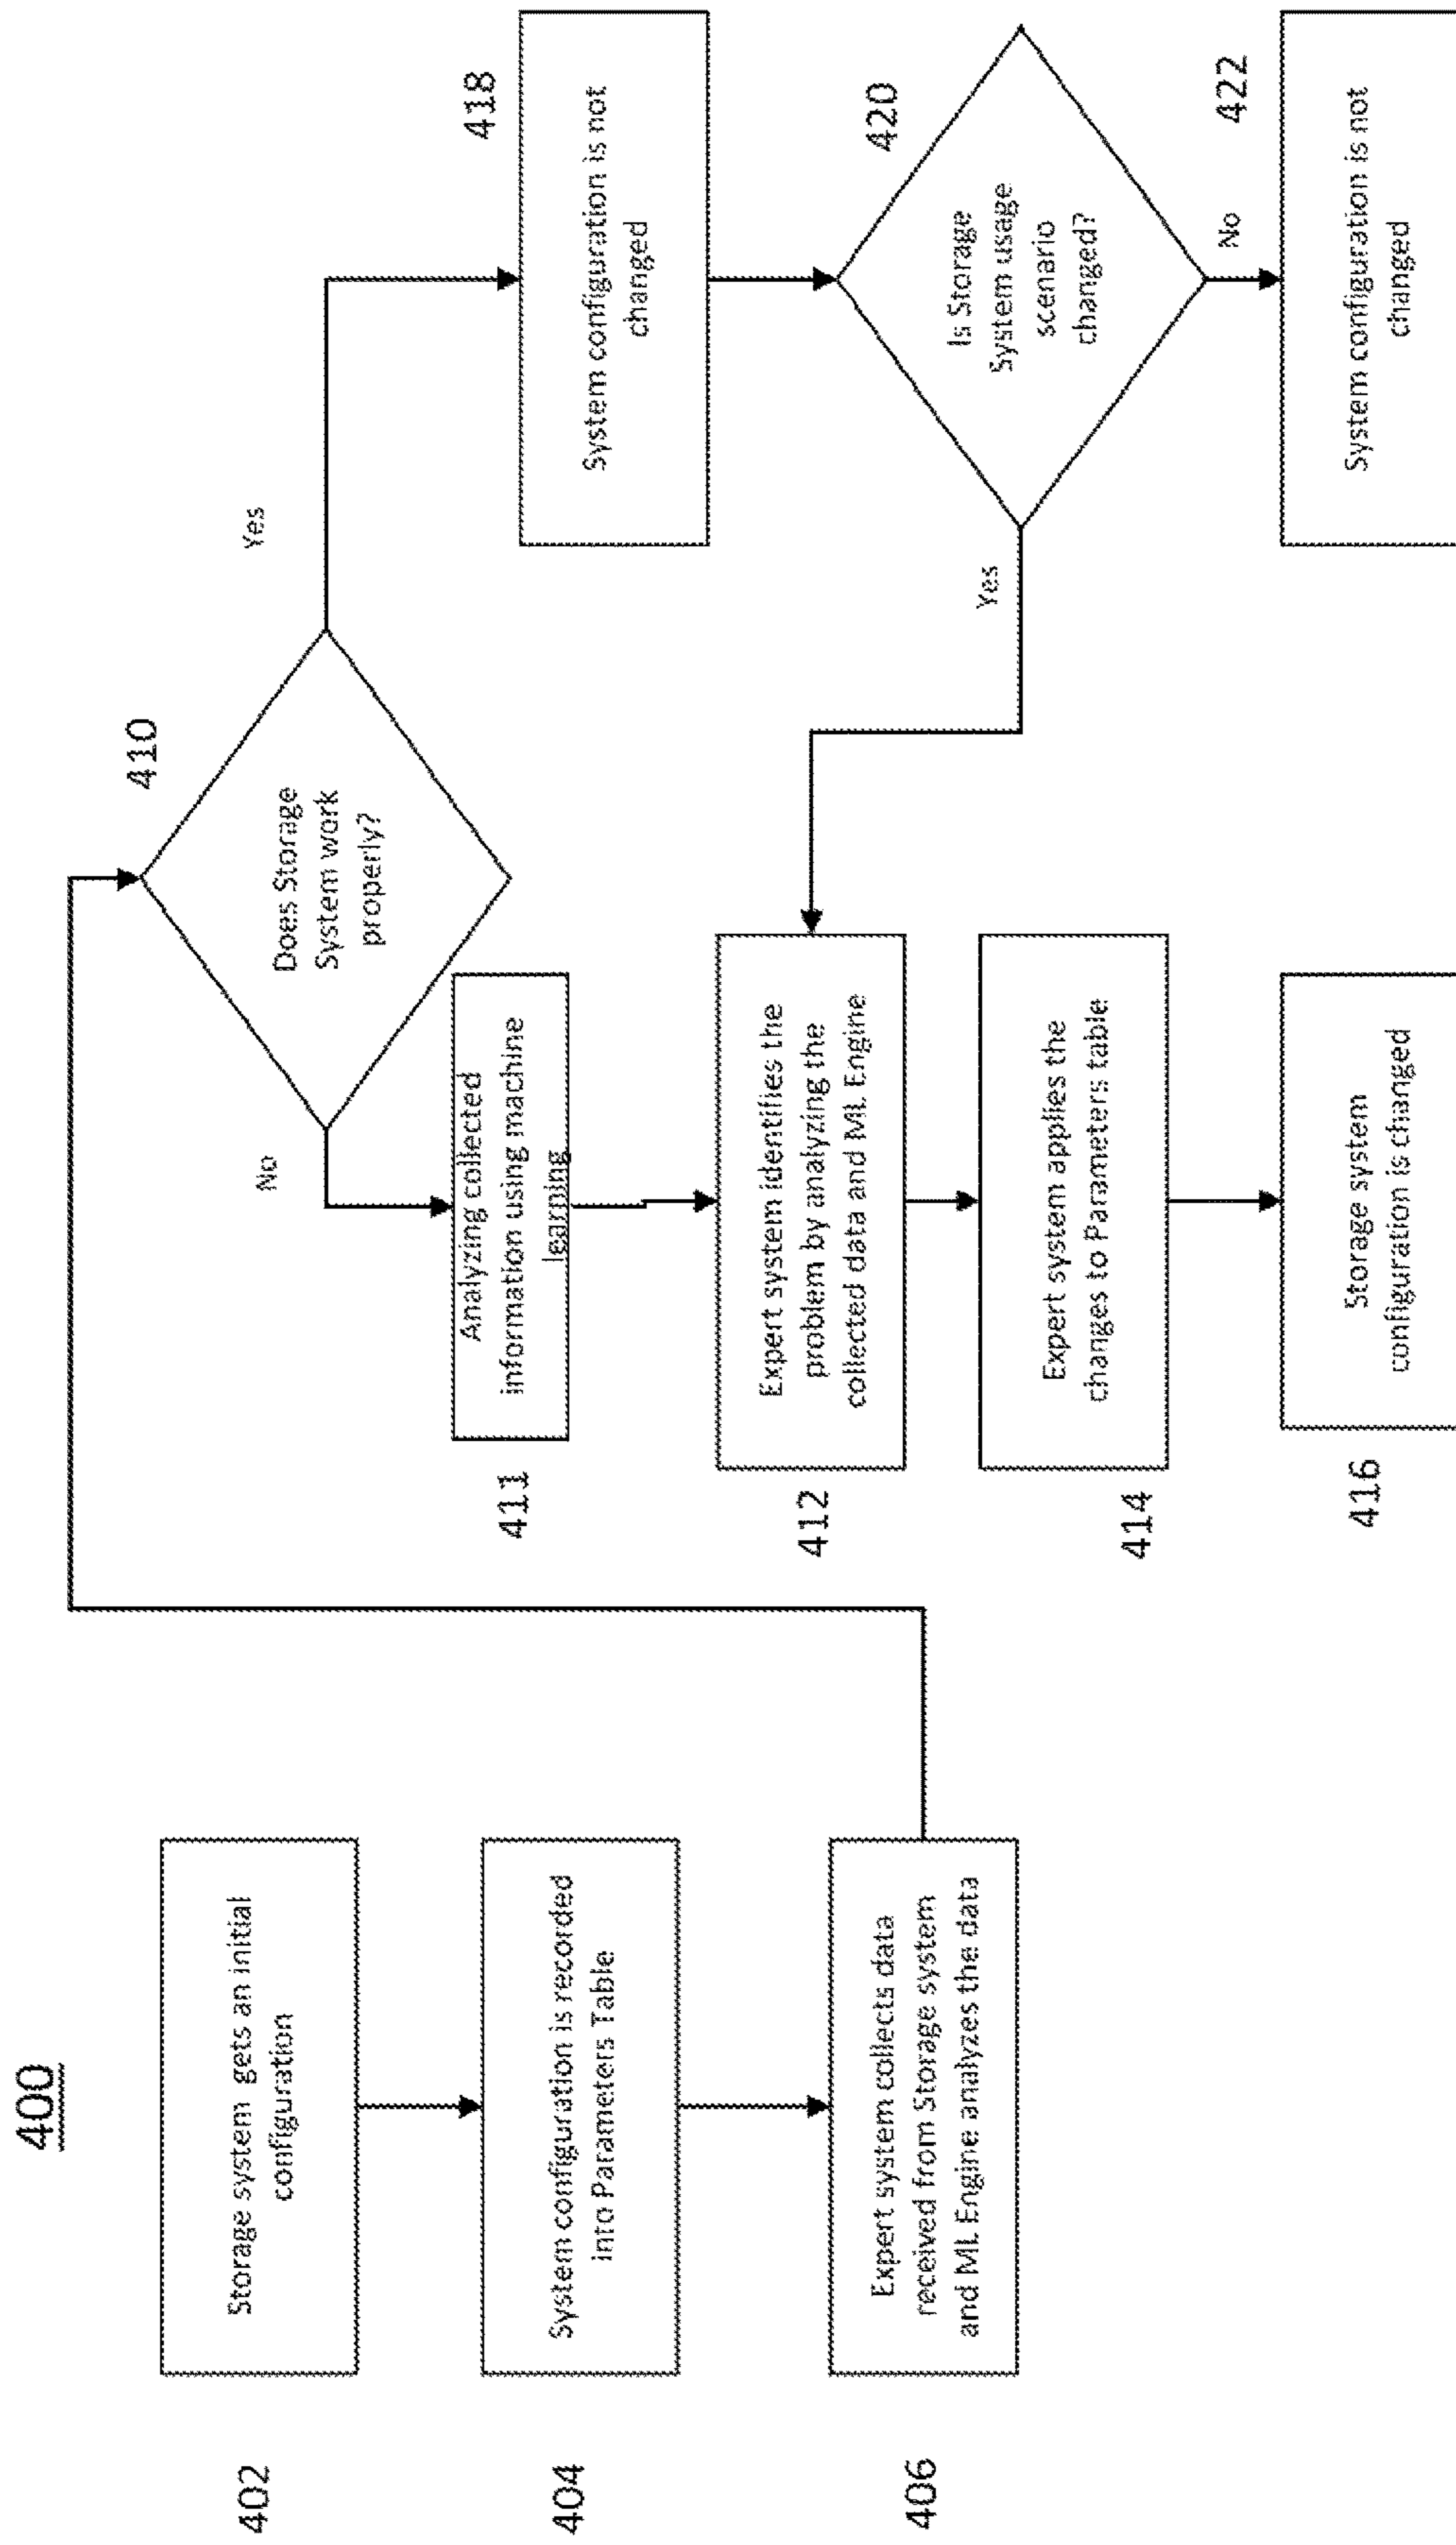 400
402
Storage system gets an initial
configuration
404
System configuration is recorded
into Parameters Table
406
Expert system collects data
received from Storage system
and ML Engine analyzes the data
410
Does Storage
System work
properly?
No
Yes
411
Analyzing collected
information using machine
learning
412
Expert system identifies the
problem by analyzing the
collected data and ML Engine
414
Expert system applies the
changes to Parameters table
416
Storage system
configuration is changed
418
System configuration is not
changed
420
Is Storage
System usage
scenario
changed?
Yes
No
422
System configuration is not
changed